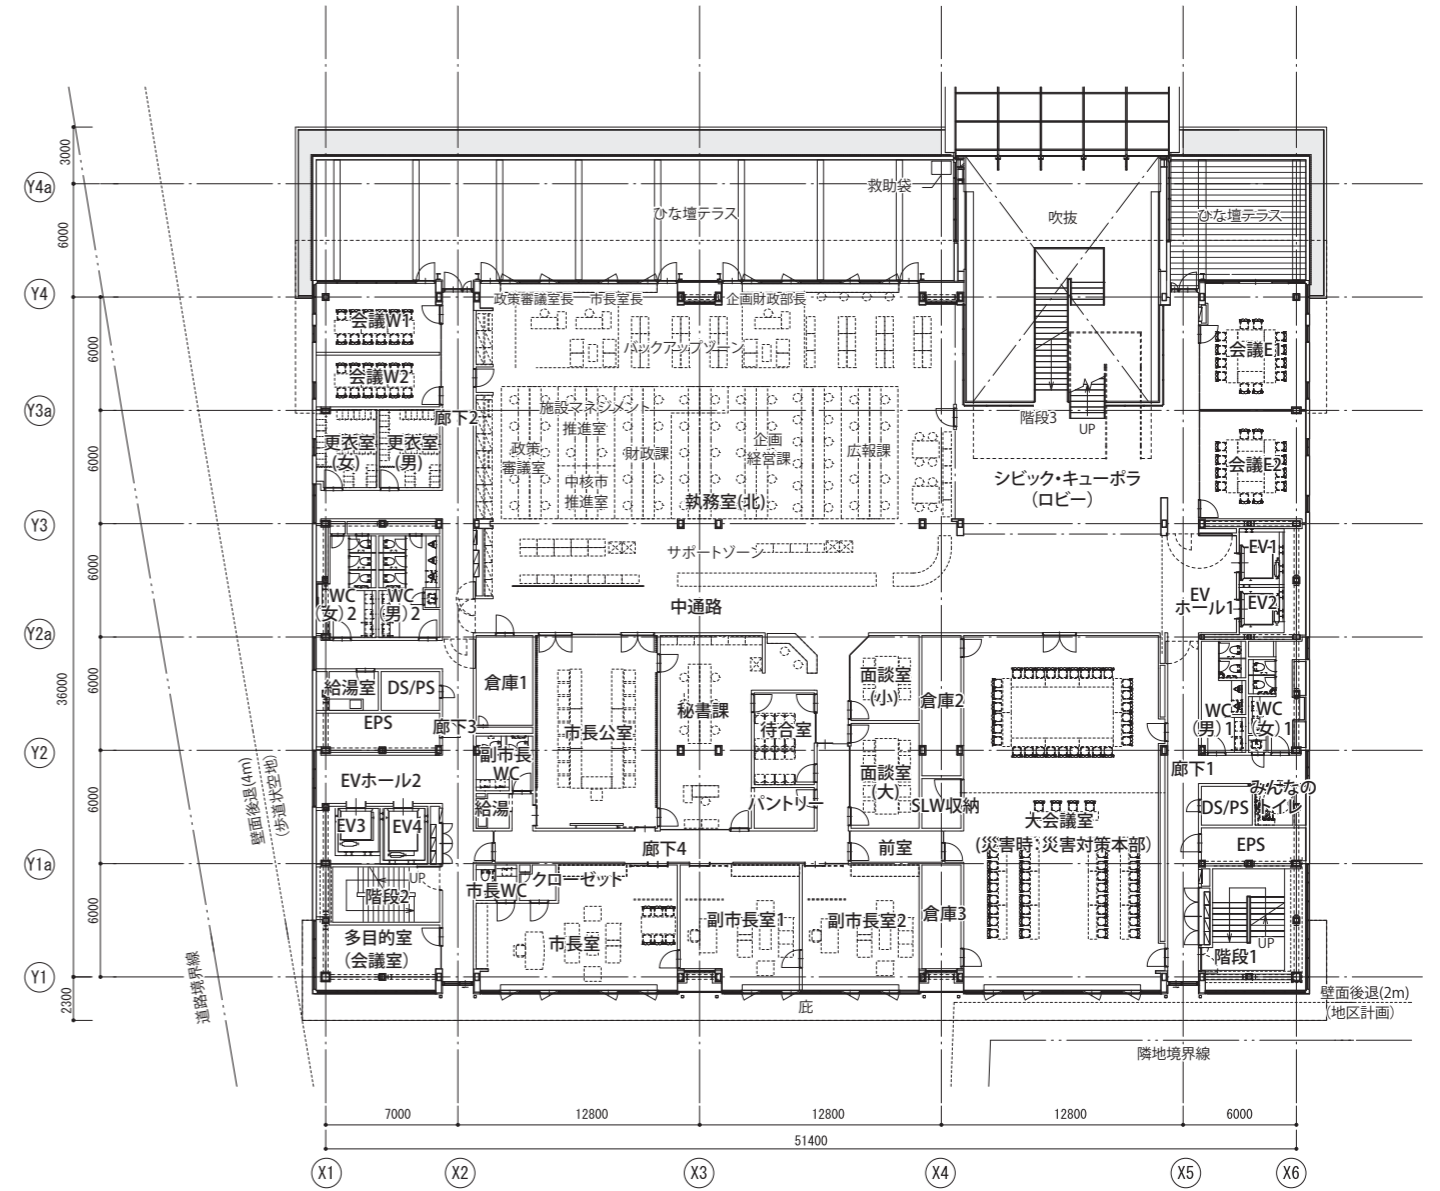 3000
Y4a
救助袋
6000
ひな壇テラス
吹抜
ひな壇テラス
Y4
政策審議室長
市長室長
企画財政部長
会議W1
バックアップゾーン
会議E1
6000
会議W2
Y3a
廊下2
施設マネジメント
推進室
階段3
UP
更衣室
(女)
更衣室
(男)
政策
審議室
財政課
企画
経営課
広報課
会議E2
6000
中核市
推進室
執務室(北)
シビック・キューポラ
(ロビー)
Y3
サポートゾーン
EV1
6000
WC
(女)2
WC
(男)2
中通路
EV
ホール1
EV2
Y2a
給湯室
DS/PS
倉庫1
面談室
(小)
倉庫2
6000
36000
EPS
廊下3
市長公室
秘書課
待合室
WC
(男)1
WC
(女)1
Y2
副市長
WC
壁面後退(4m)
(歩道状空地)
EVホール2
面談室
(大)
廊下1
みんなの
トイレ
6000
給湯
パントリー
SLW収納
DS/PS
EV3
EV4
大会議室
(災害時:災害対策本部)
廊下4
前室
EPS
Y1a
UP
市長WC
クローゼット
階段2
6000
副市長室1
副市長室2
倉庫3
多目的室
(会議室)
市長室
UP
階段1
道路境界線
Y1
2300
庇
壁面後退(2m)
(地区計画)
隣地境界線
7000
12800
12800
12800
6000
51400
X1
X2
X3
X4
X5
X6